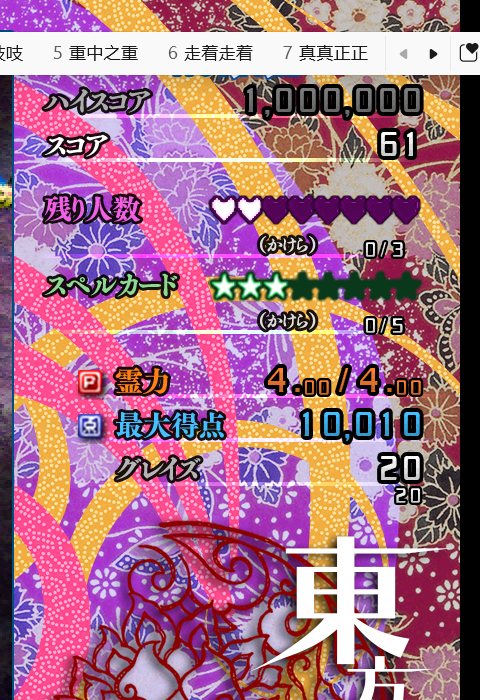 吱 5 重中之重 6 走着走着 7 真真正正
ハイスコア 1,000,000
スコア 61
残り人数
(かけら) 0/3
スペルカード
(かけら) 0/5
P 霊力 4.00/4.00
点 最大得点 10,010
グレイズ 20
20
東
方